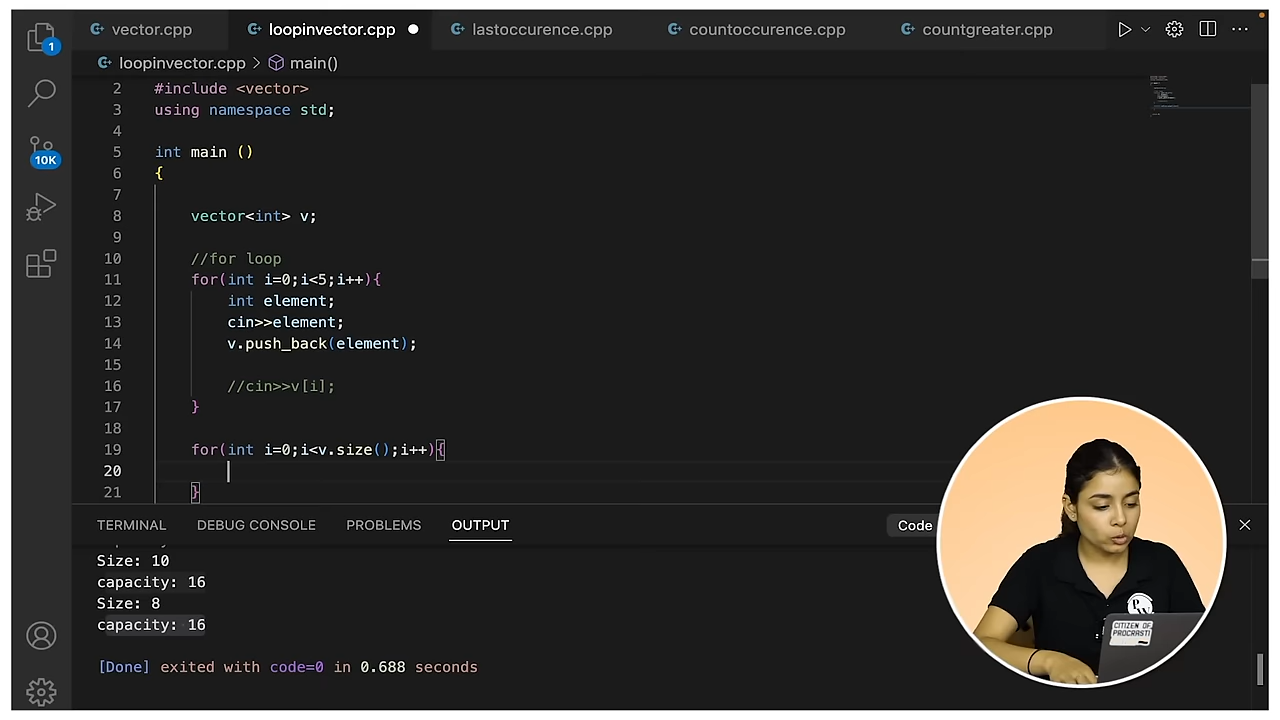 vector.cpp
loopinvector.cpp
lastoccurence.cpp
countoccurence.cpp
countgreater.cpp
loopinvector.cpp > main()
2 #include <vector>
3 using namespace std;
4
5 int main ()
6 {
7
8 vector<int> v;
9
10 //for loop
11 for(int i=0;i<5;i++){
12 int element;
13 cin>>element;
14 v.push_back(element);
15
16 //cin>>v[i];
17 }
18
19 for(int i=0;i<v.size();i++){
20
21 }
1
10K
TERMINAL
DEBUG CONSOLE
PROBLEMS
OUTPUT
Code
Size: 10
capacity: 16
Size: 8
capacity: 16
[Done] exited with code=0 in 0.688 seconds
PW
CITIZEN OF
PROCRASTI